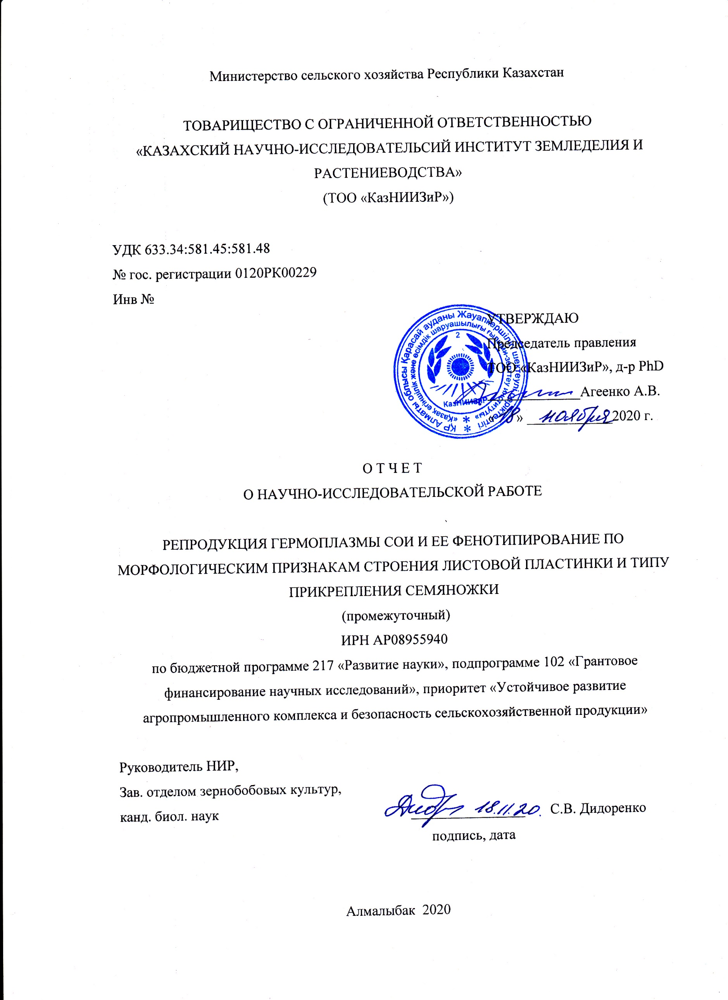 Министерство сельского хозяйства Республики Казахстан
ТОВАРИЩЕСТВО С ОГРАНИЧЕННОЙ ОТВЕТСТВЕННОСТЬЮ
«КАЗАХСКИЙ НАУЧНО-ИССЛЕДОВАТЕЛЬСИЙ ИНСТИТУТ ЗЕМЛЕДЕЛИЯ И
РАСТЕНИЕВОДСТВА»
(ТОО «КазНИИЗиР»)
УДК 633.34:581.45:581.48
№ гос. регистрации 0120РК00229
Инв №
УТВЕРЖДАЮ
Председатель правления
ТОО «КазНИИЗиР», д-р PhD
Агеенко А.В.
«18» ноября 2020 г.
ҚР Алматы облысы Қарасай ауданы Жауапкершілігі шектеулі серіктестігі
«Қазақ егіншілік және өсімдік шаруашылығы ғылыми-зерттеу институты»
2
КазНИИЗиР
О Т Ч Е Т
О НАУЧНО-ИССЛЕДОВАТЕЛЬСКОЙ РАБОТЕ
РЕПРОДУКЦИЯ ГЕРМОПЛАЗМЫ СОИ И ЕЕ ФЕНОТИПИРОВАНИЕ ПО
МОРФОЛОГИЧЕСКИМ ПРИЗНАКАМ СТРОЕНИЯ ЛИСТОВОЙ ПЛАСТИНКИ И ТИПУ
ПРИКРЕПЛЕНИЯ СЕМЯНОЖКИ
(промежуточный)
ИРН АР08955940
по бюджетной программе 217 «Развитие науки», подпрограмме 102 «Грантовое
финансирование научных исследований», приоритет «Устойчивое развитие
агропромышленного комплекса и безопасность сельскохозяйственной продукции»
Руководитель НИР,
Зав. отделом зернобобовых культур,
канд. биол. наук
18.11.20. С.В. Дидоренко
подпись, дата
Алмалыбак 2020